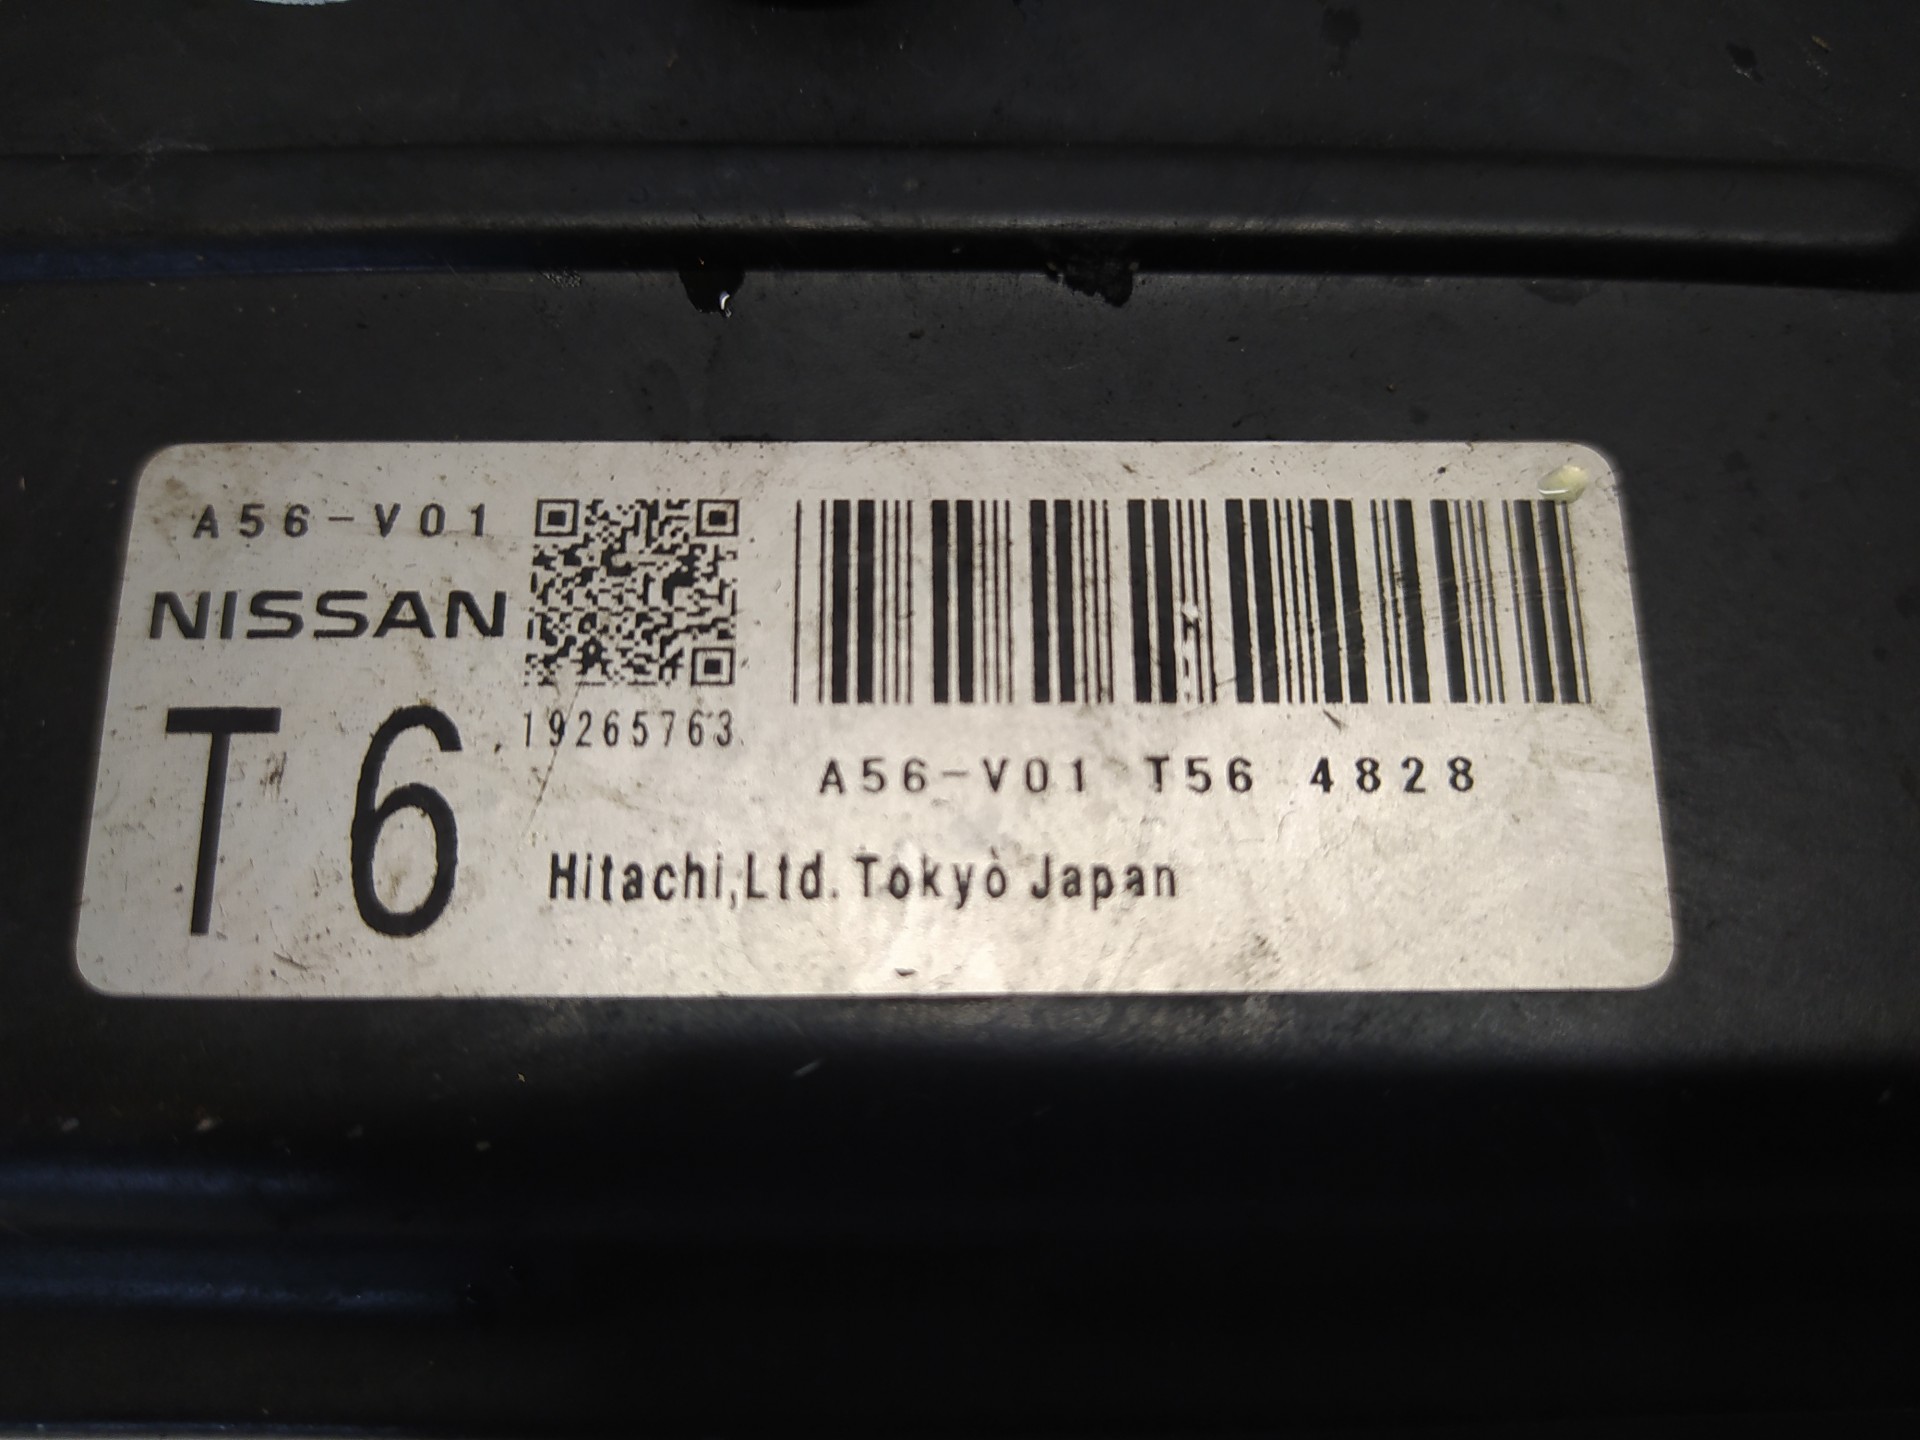 A56-V01
NISSAN
T6
19265763
A56-V01 T56 4828
Hitachi,Ltd. Tokyo Japan